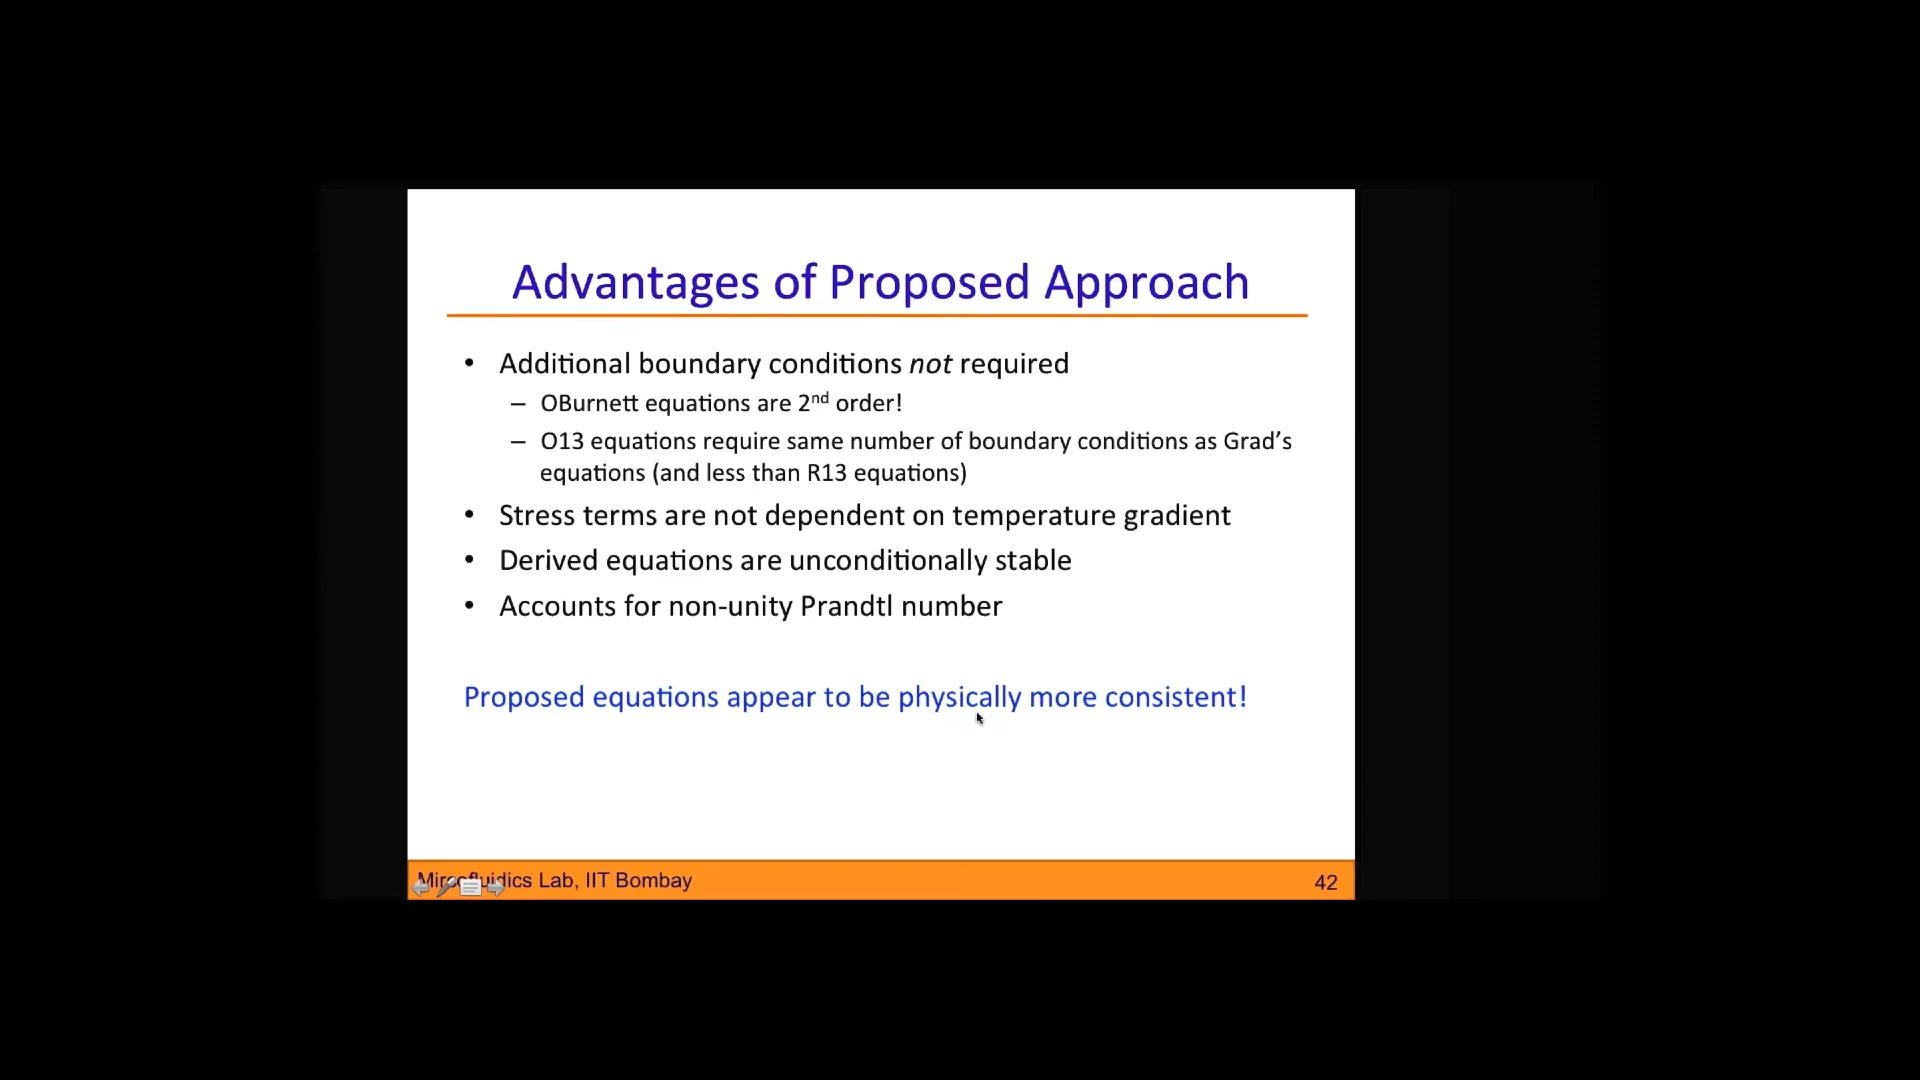 Advantages of Proposed Approach
• Additional boundary conditions not required
– OBurnett equations are 2nd order!
– O13 equations require same number of boundary conditions as Grad’s
equations (and less than R13 equations)
• Stress terms are not dependent on temperature gradient
• Derived equations are unconditionally stable
• Accounts for non-unity Prandtl number
Proposed equations appear to be physically more consistent!
Mircofluidics Lab, IIT Bombay
42